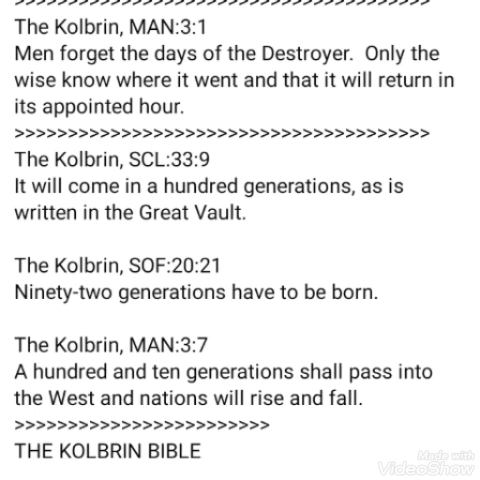 >>>>>>>>>>>>>>>>>>>>>>>>>>>>>>>>>>>>>>>
The Kolbrin, MAN:3:1
Men forget the days of the Destroyer.  Only the
wise know where it went and that it will return in
its appointed hour.
>>>>>>>>>>>>>>>>>>>>>>>>>>>>>>>>>>>>>>>
The Kolbrin, SCL:33:9
It will come in a hundred generations, as is
written in the Great Vault.

The Kolbrin, SOF:20:21
Ninety-two generations have to be born.

The Kolbrin, MAN:3:7
A hundred and ten generations shall pass into
the West and nations will rise and fall.
>>>>>>>>>>>>>>>>>>>>>>>>
THE KOLBRIN BIBLE
Made with
VideoShow